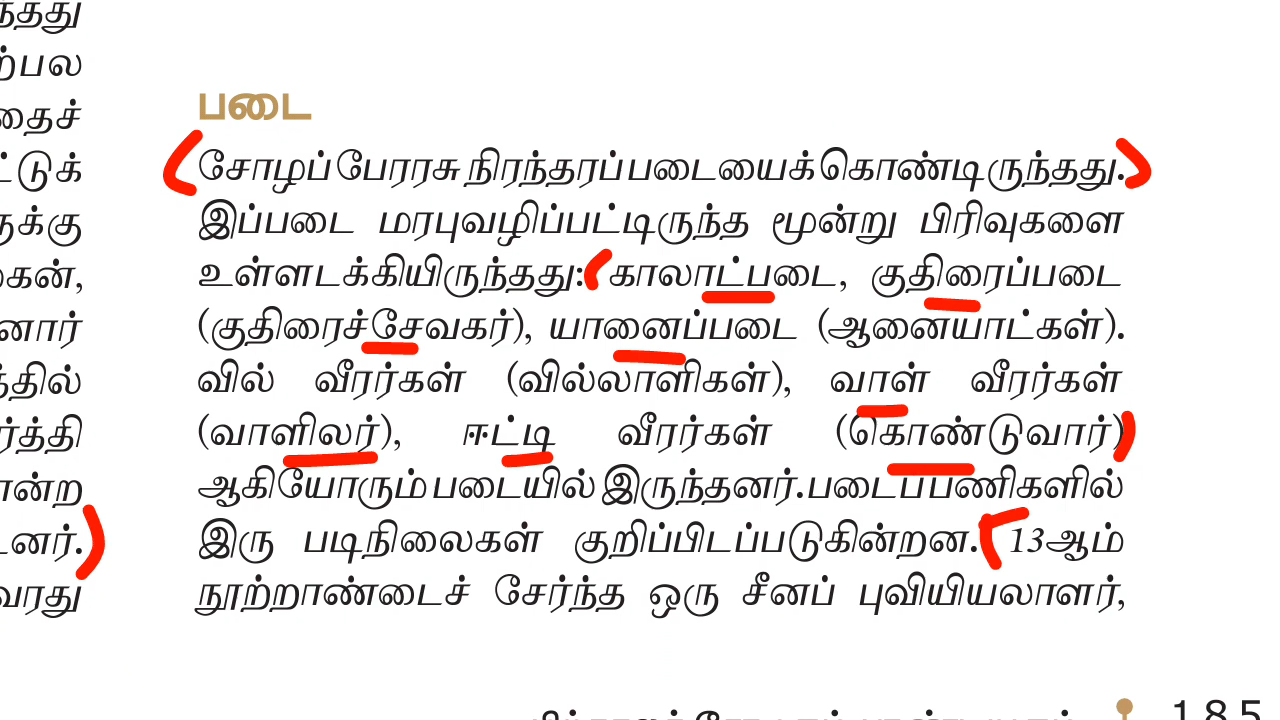 படை
சோழப் பேரரசு நிரந்தரப் படையைக் கொண்டிருந்தது.
இப்படை மரபுவழிப்பட்டிருந்த மூன்று பிரிவுகளை
உள்ளடக்கியிருந்தது: காலாட்படை, குதிரைப்படை
(குதிரைச்சேவகர்), யானைப்படை (ஆனையாட்கள்).
வில் வீரர்கள் (வில்லாளிகள்), வாள் வீரர்கள்
(வாளிலர்), ஈட்டி வீரர்கள் (கொண்டுவார்)
ஆகியோரும் படையில் இருந்தனர். படைப்பணிகளில்
இரு படிநிலைகள் குறிப்பிடப்படுகின்றன. 13ஆம்
நூற்றாண்டைச் சேர்ந்த ஒரு சீனப் புவியியலாளர்,
185